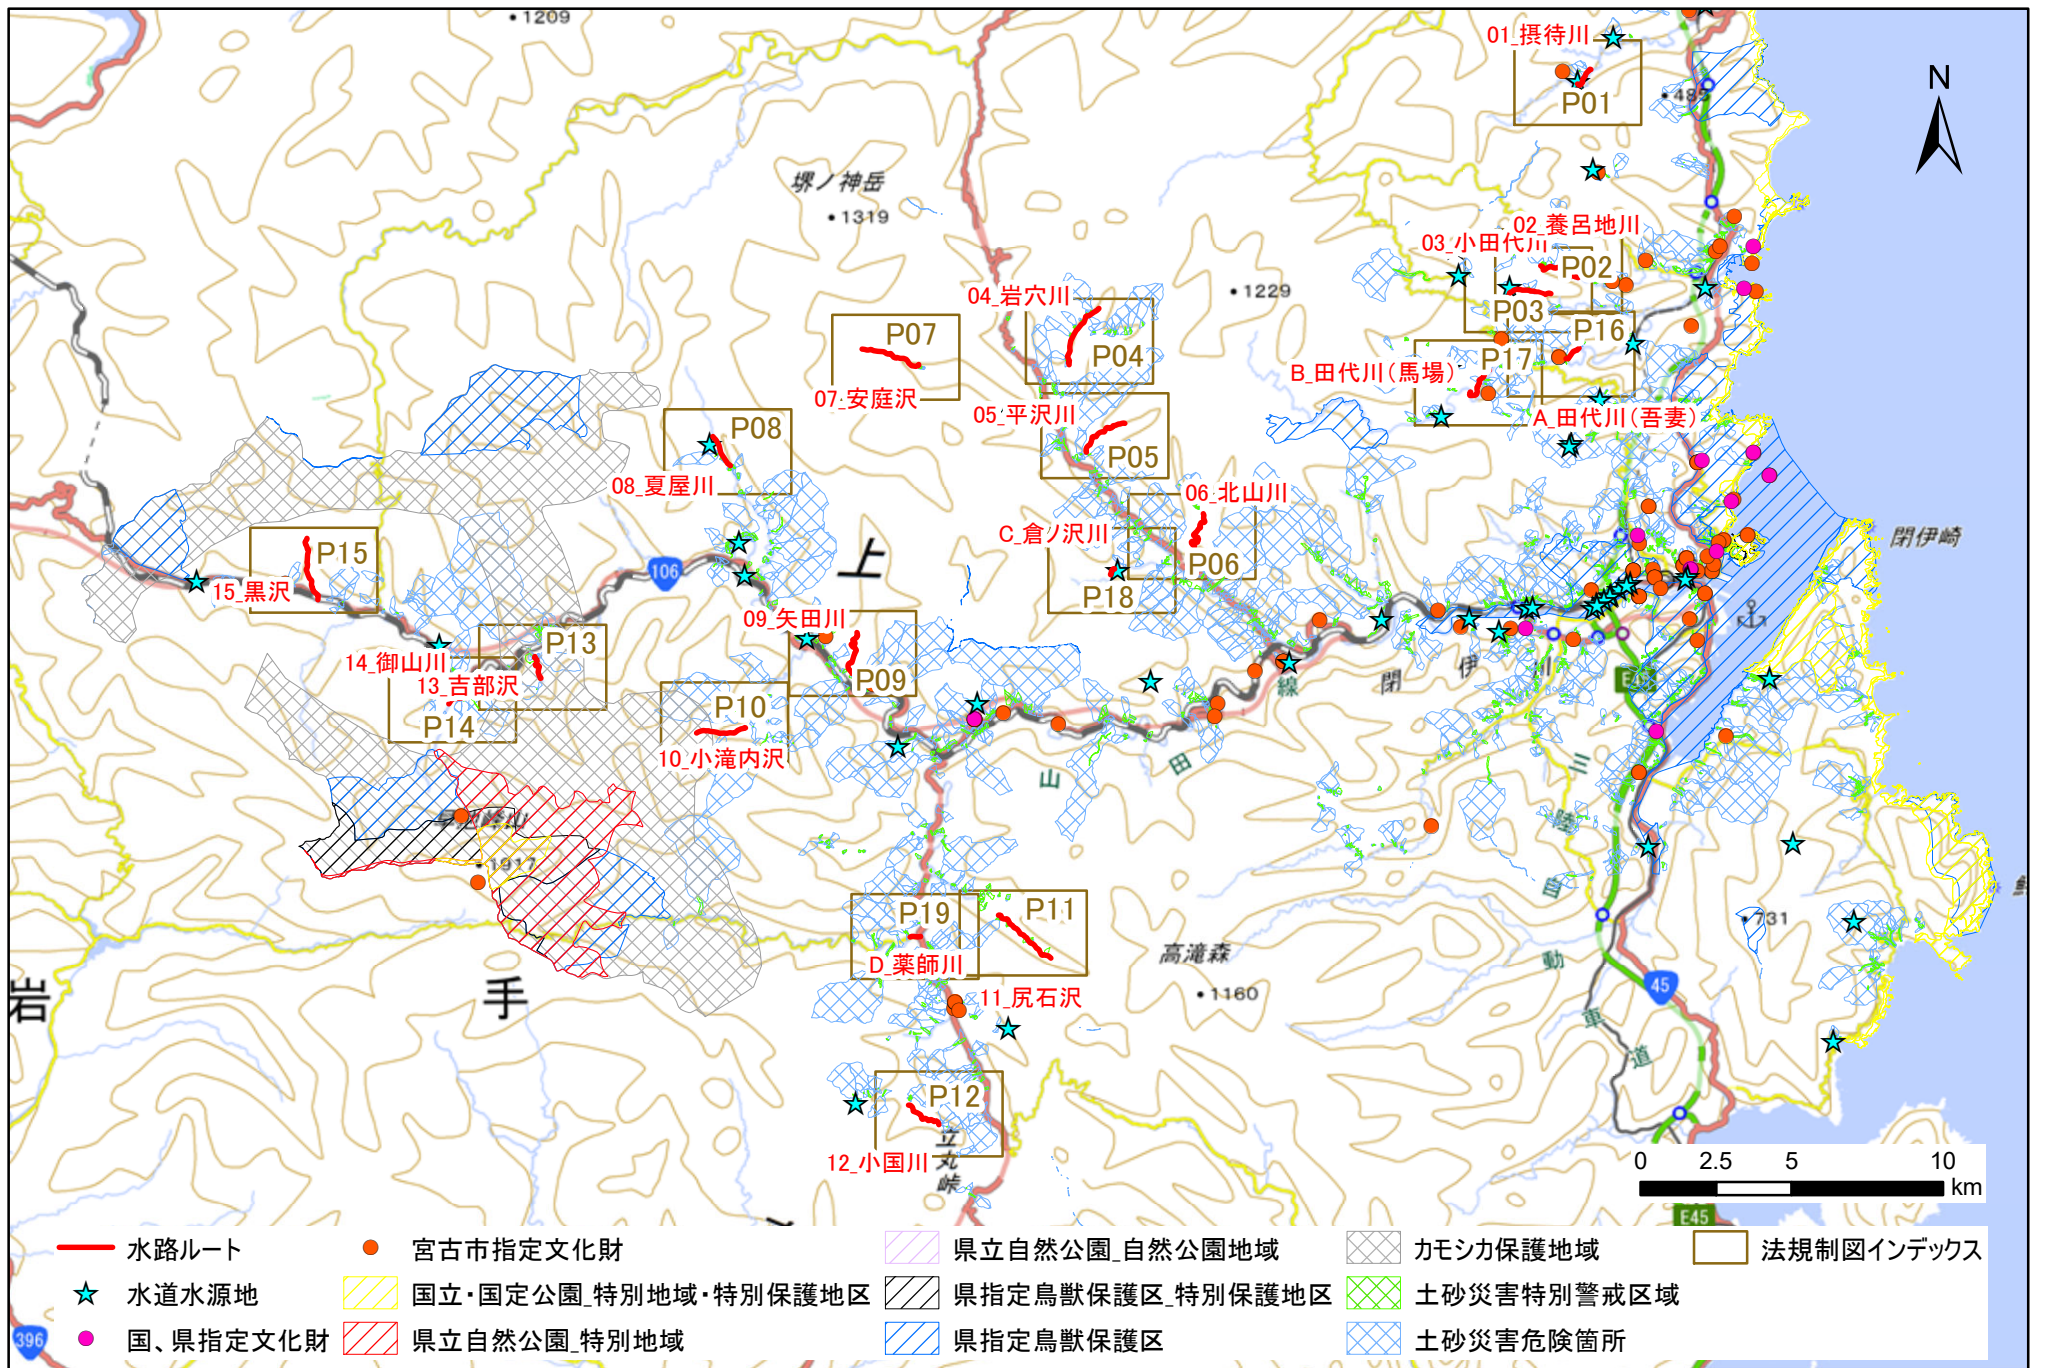 1209
01_摂待川
N
P01
485
堺ノ神岳
1319
02_養呂地川
03_小田代川
P02
1229
04_岩穴川
P03
P07
P04
P16
P17
B_田代川(馬場)
07_安庭沢
05_平沢川
A_田代川(吾妻)
P08
P05
08_夏屋川
06_北山川
C_倉ノ沢川
閉伊崎
上
P15
106
P06
15_黒沢
P18
09_矢田川
P13
14_御山川
13_吉部沢
P09
閉伊川
線
P10
P14
10_小滝内沢
山田
三陸自動車道
1917
P19
P11
731
D_薬師川
高滝森
岩
手
11_尻石沢
1160
45
P12
立丸峠
12_小国川
0 2.5 5 10
km
E45
水路ルート
宮古市指定文化財
県立自然公園_自然公園地域
カモシカ保護地域
法規制図インデックス
水道水源地
国立・国定公園_特別地域・特別保護地区
県指定鳥獣保護区_特別保護地区
土砂災害特別警戒区域
396
国、県指定文化財
県立自然公園_特別地域
県指定鳥獣保護区
土砂災害危険箇所